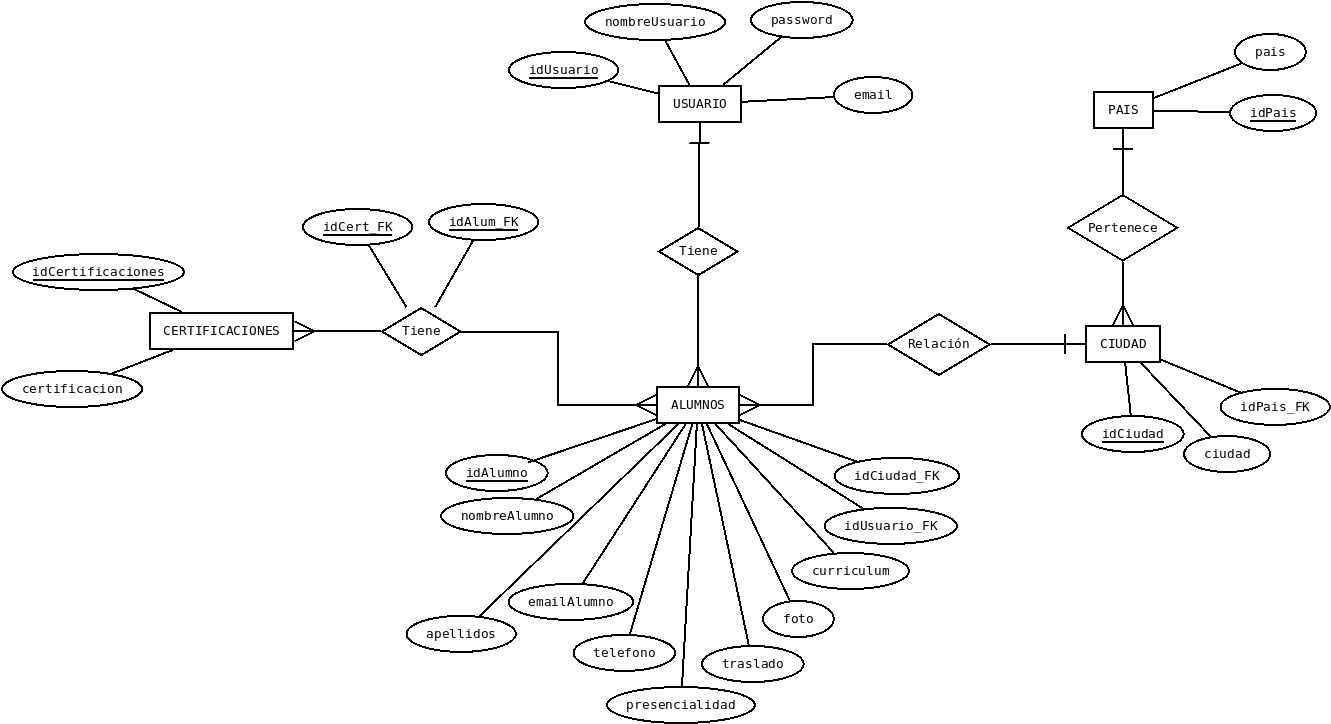 nombreUsuario
password
idUsuario
email
USUARIO
pais
PAIS
idPais
idCert_FK
idAlum_FK
Tiene
Pertenece
idCertificaciones
CERTIFICACIONES
Tiene
certificacion
Relación
CIUDAD
ALUMNOS
idPais_FK
idCiudad
ciudad
idAlumno
nombreAlumno
apellidos
emailAlumno
telefono
presencialidad
traslado
foto
curriculum
idUsuario_FK
idCiudad_FK